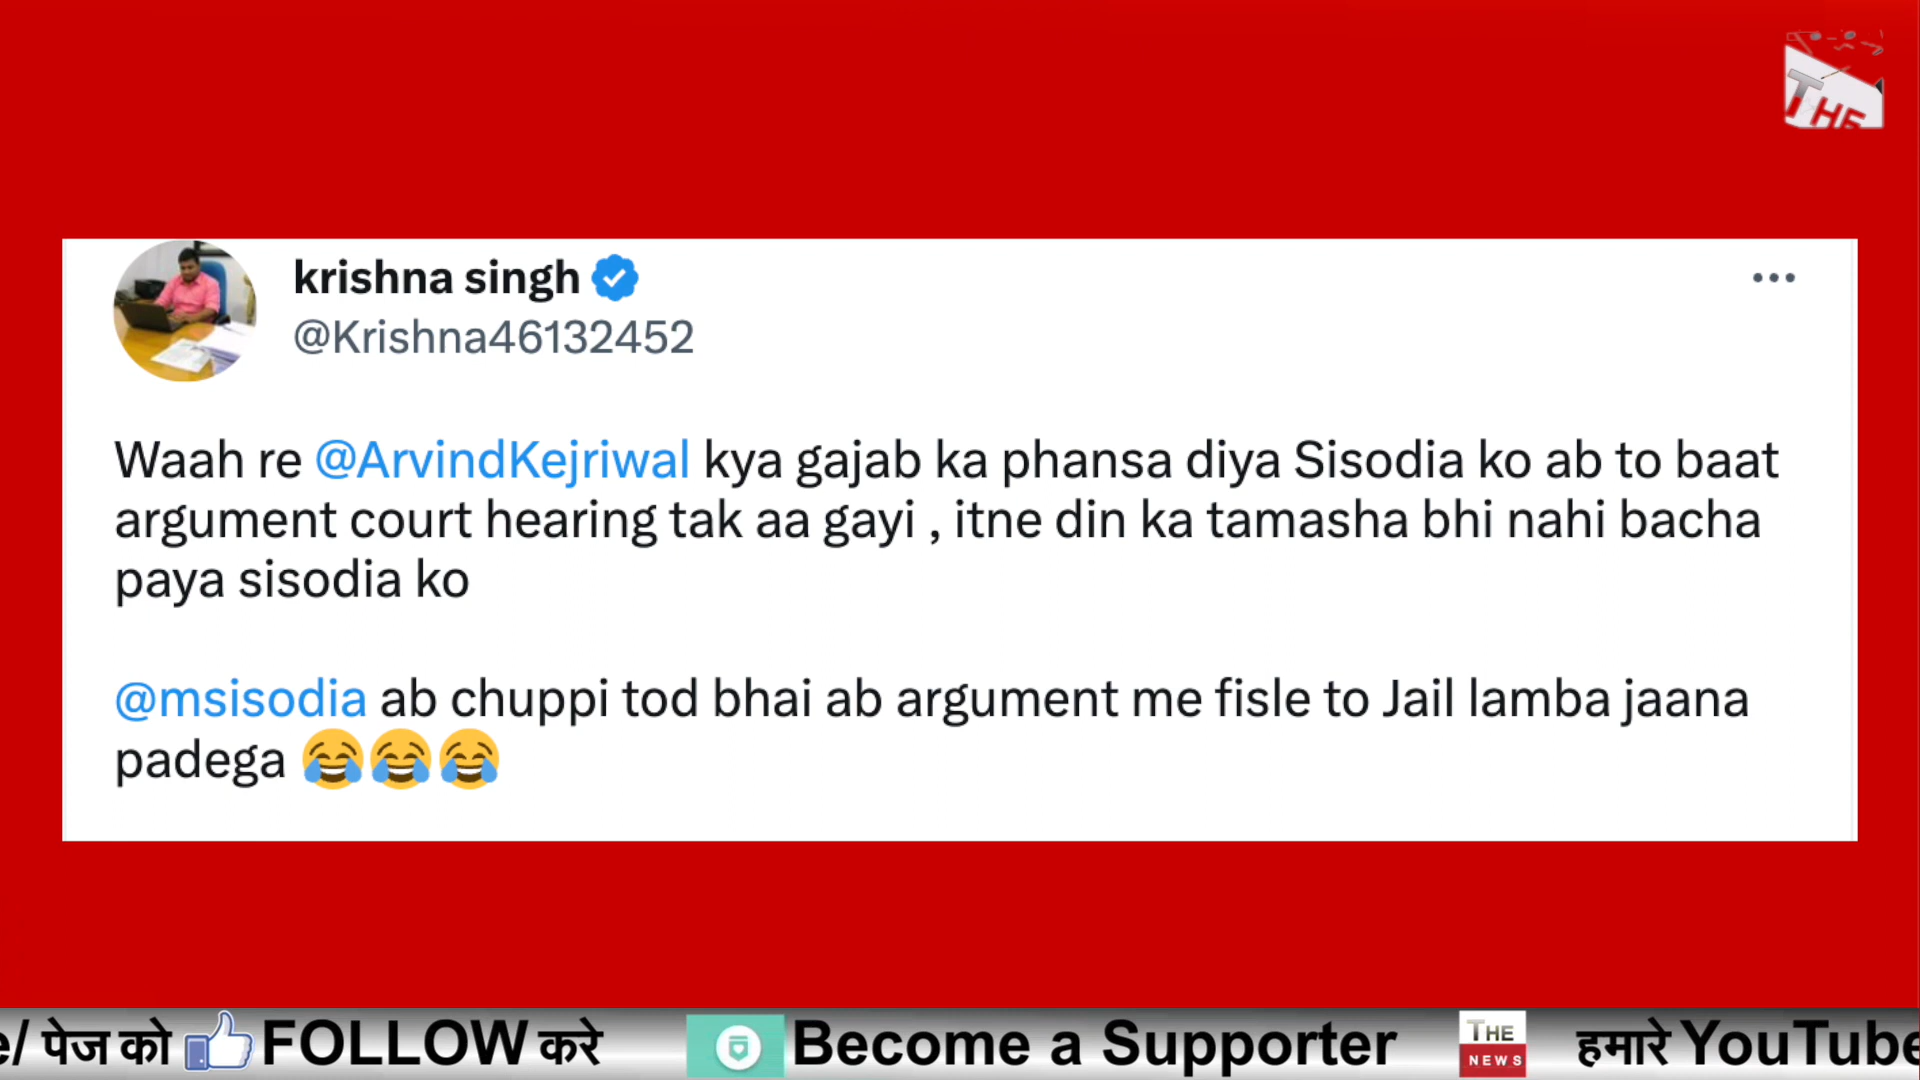 THE
krishna singh
@Krishna46132452
Waah re @ArvindKejriwal kya gajab ka phansa diya Sisodia ko ab to baat
argument court hearing tak aa gayi , itne din ka tamasha bhi nahi bacha
paya sisodia ko
@msisodia ab chuppi tod bhai ab argument me fisle to Jail lamba jaana
padega 😂😂😂
e/ पेज को FOLLOW करे Become a Supporter THE NEWS हमारे YouTube